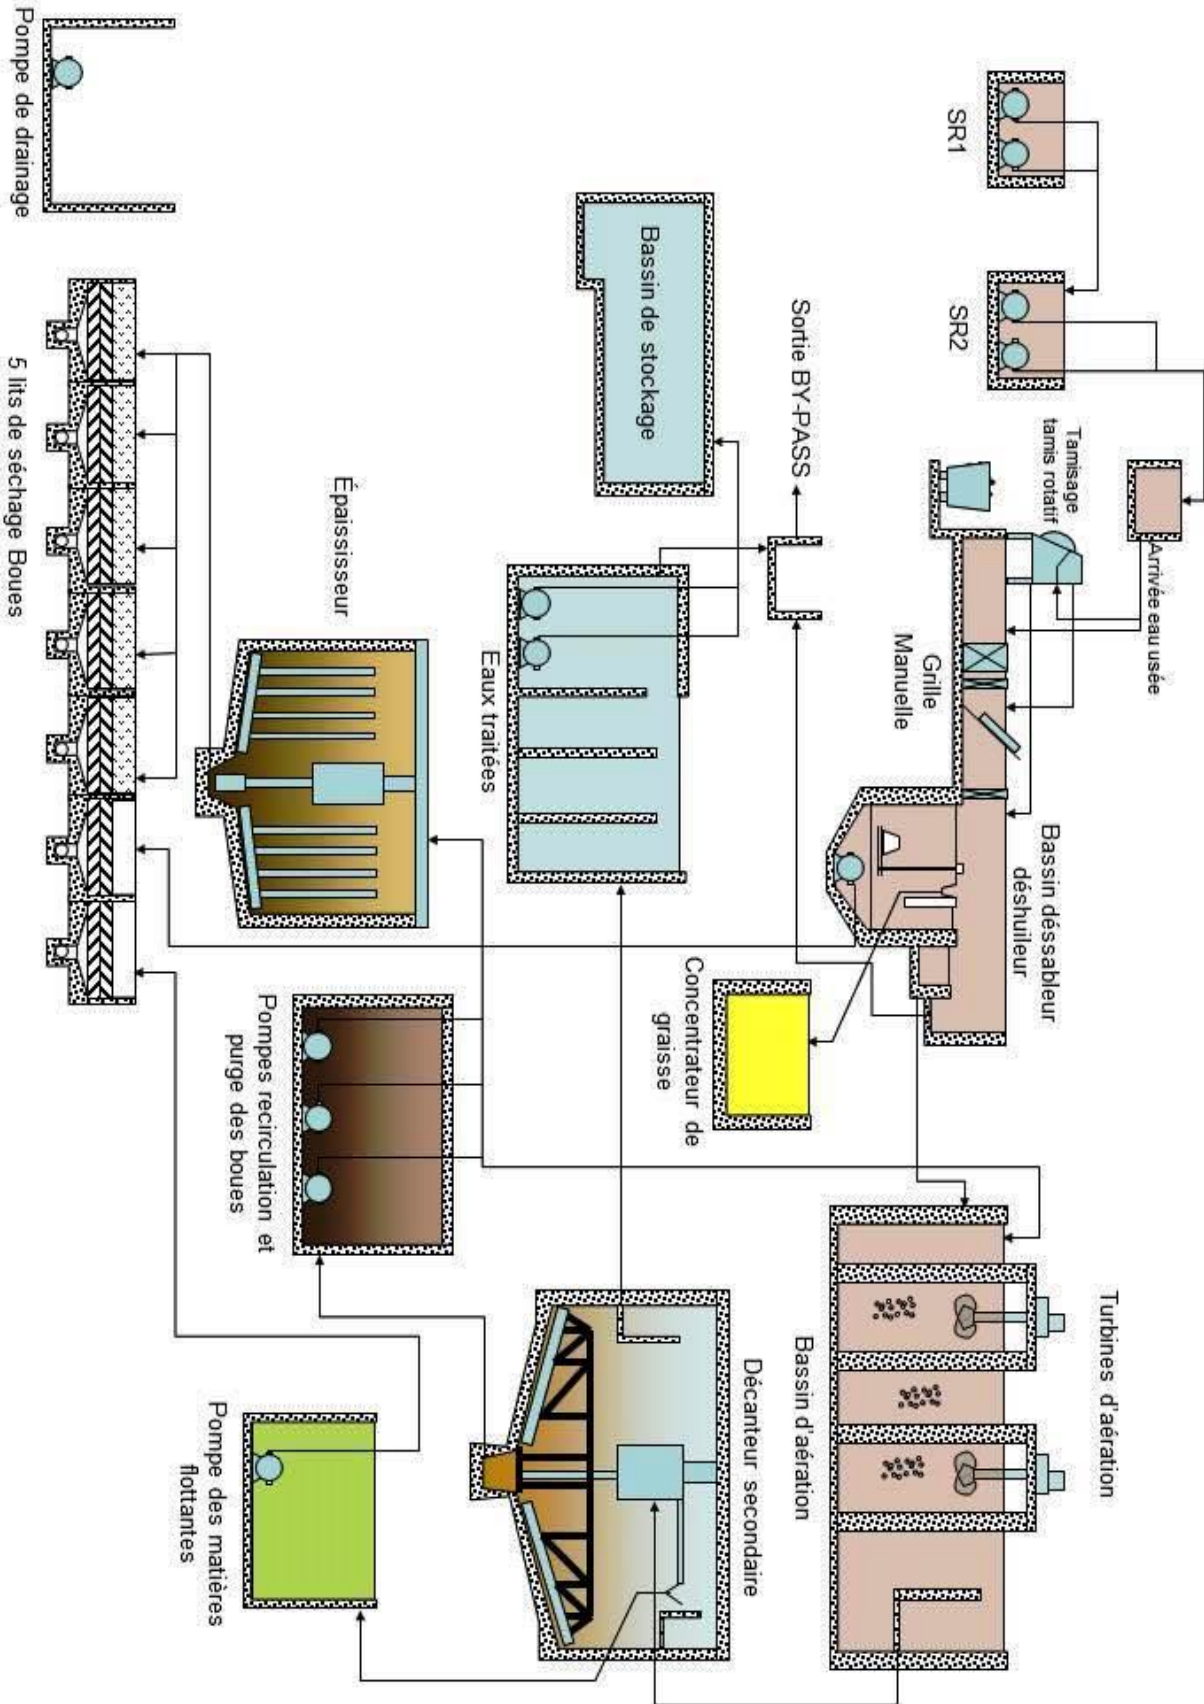 SR1
SR2
Arrivée eau usée
Tamisage
tamis rotatif
Grille
Manuelle
Bassin déssableur
déshuileur
Turbines d'aération
Bassin d'aération
Sortie BY-PASS
Concentrateur de
graisse
Décanteur secondaire
Bassin de stockage
Eaux traitées
Épaississeur
Pompes recirculation et
purge des boues
Pompe des matières
flottantes
Pompe de drainage
5 lits de séchage Boues